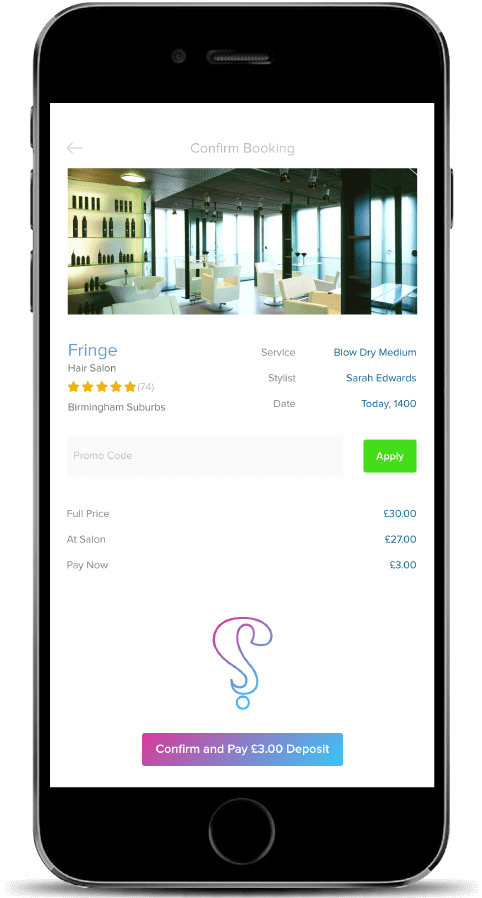 Confirm Booking
Fringe
Hair Salon
(74)
Birmingham Suburbs
Service Blow Dry Medium
Stylist Sarah Edwards
Date Today, 1400
Promo Code
Apply
Full Price £30.00
At Salon £27.00
Pay Now £3.00
Confirm and Pay £3.00 Deposit